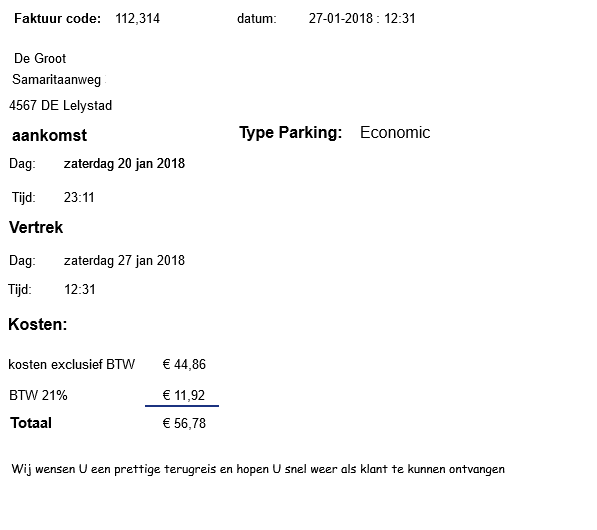 Faktuur code: 112,314 datum: 27-01-2018 : 12:31
De Groot
Samaritaanweg
4567 DE Lelystad
aankomst Type Parking: Economic
Dag: zaterdag 20 jan 2018
Tijd: 23:11
Vertrek
Dag: zaterdag 27 jan 2018
Tijd: 12:31
Kosten:
kosten exclusief BTW € 44,86
BTW 21% € 11,92
Totaal € 56,78
Wij wensen U een prettige terugreis en hopen U snel weer als klant te kunnen ontvangen